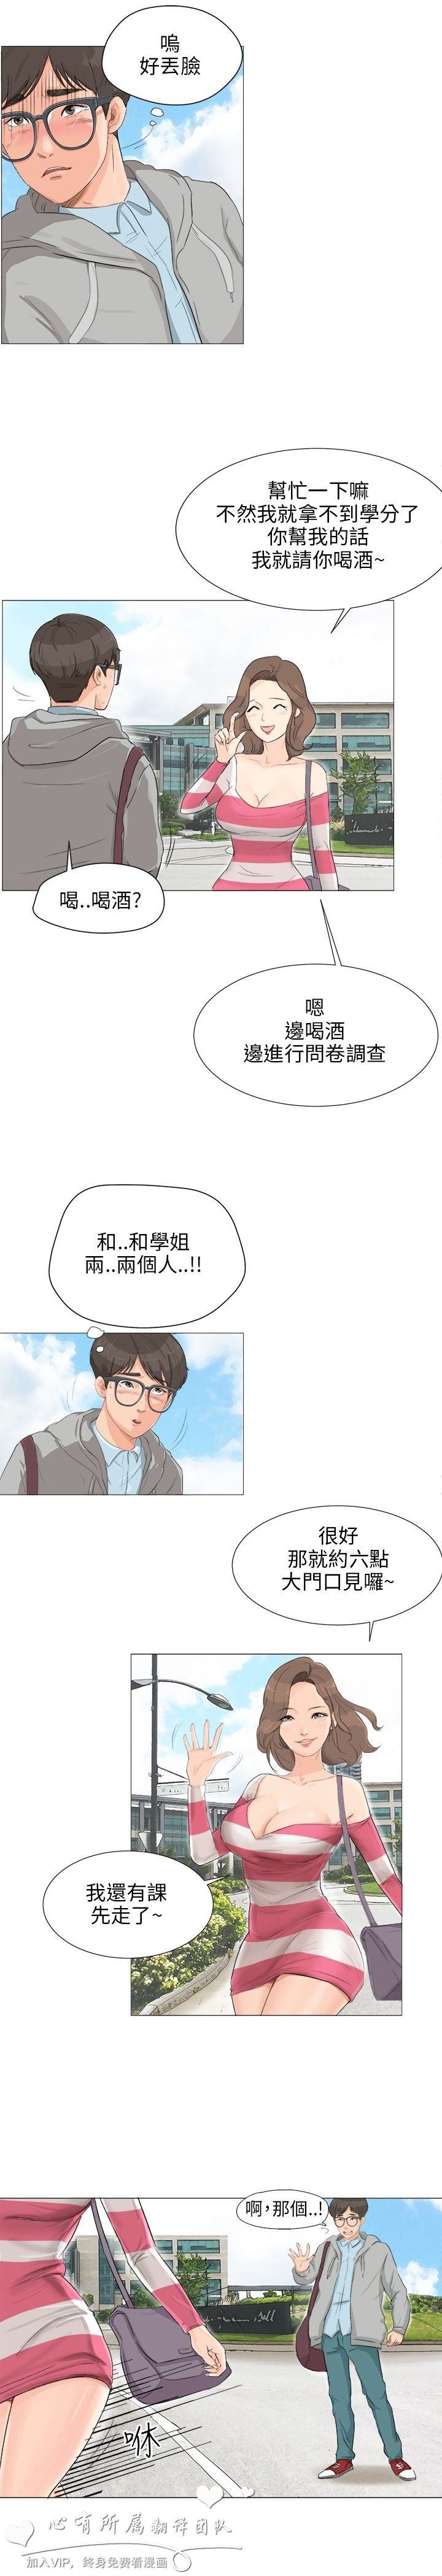 嗚
好丟臉
幫忙一下嘛
不然我就拿不到學分了
你幫我的話
我就請你喝酒~
喝..喝酒?
嗯
邊喝酒
邊進行問卷調查
和..和學姐
兩..兩個人..!!
很好
那就約六點
大門口見囉~
我還有課
先走了~
啊,那個..!
咻
心有所属翻译团队
加入VIP，终身免费看漫画